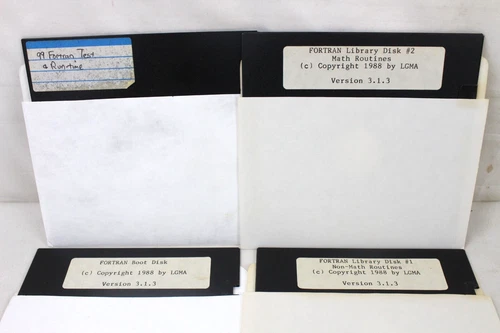 99 Fortran Test
& Runtime
FORTRAN Library Disk #2
Math Routines
(c) Copyright 1988 by LGMA
Version 3.1.3
FORTRAN Boot Disk
(c) Copyright 1988 by LGMA
Version 3.1.3
FORTRAN Library Disk #1
Non-Math Routines
(c) Copyright 1988 by LGMA
Version 3.1.3